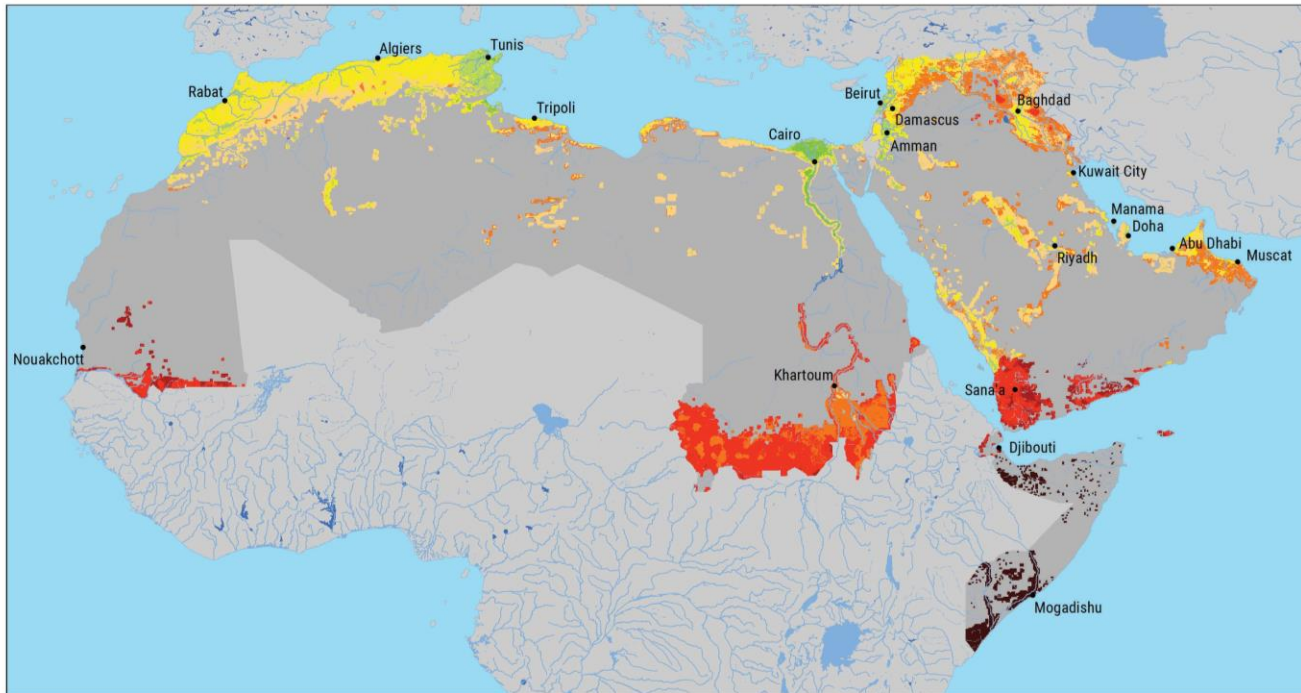 Algiers
Tunis
Rabat
Tripoli
Beirut
Baghdad
Damascus
Cairo
Amman
Kuwait City
Manama
Doha
Abu Dhabi
Riyadh
Muscat
Nouakchott
Khartoum
Sana'a
Djibouti
Mogadishu